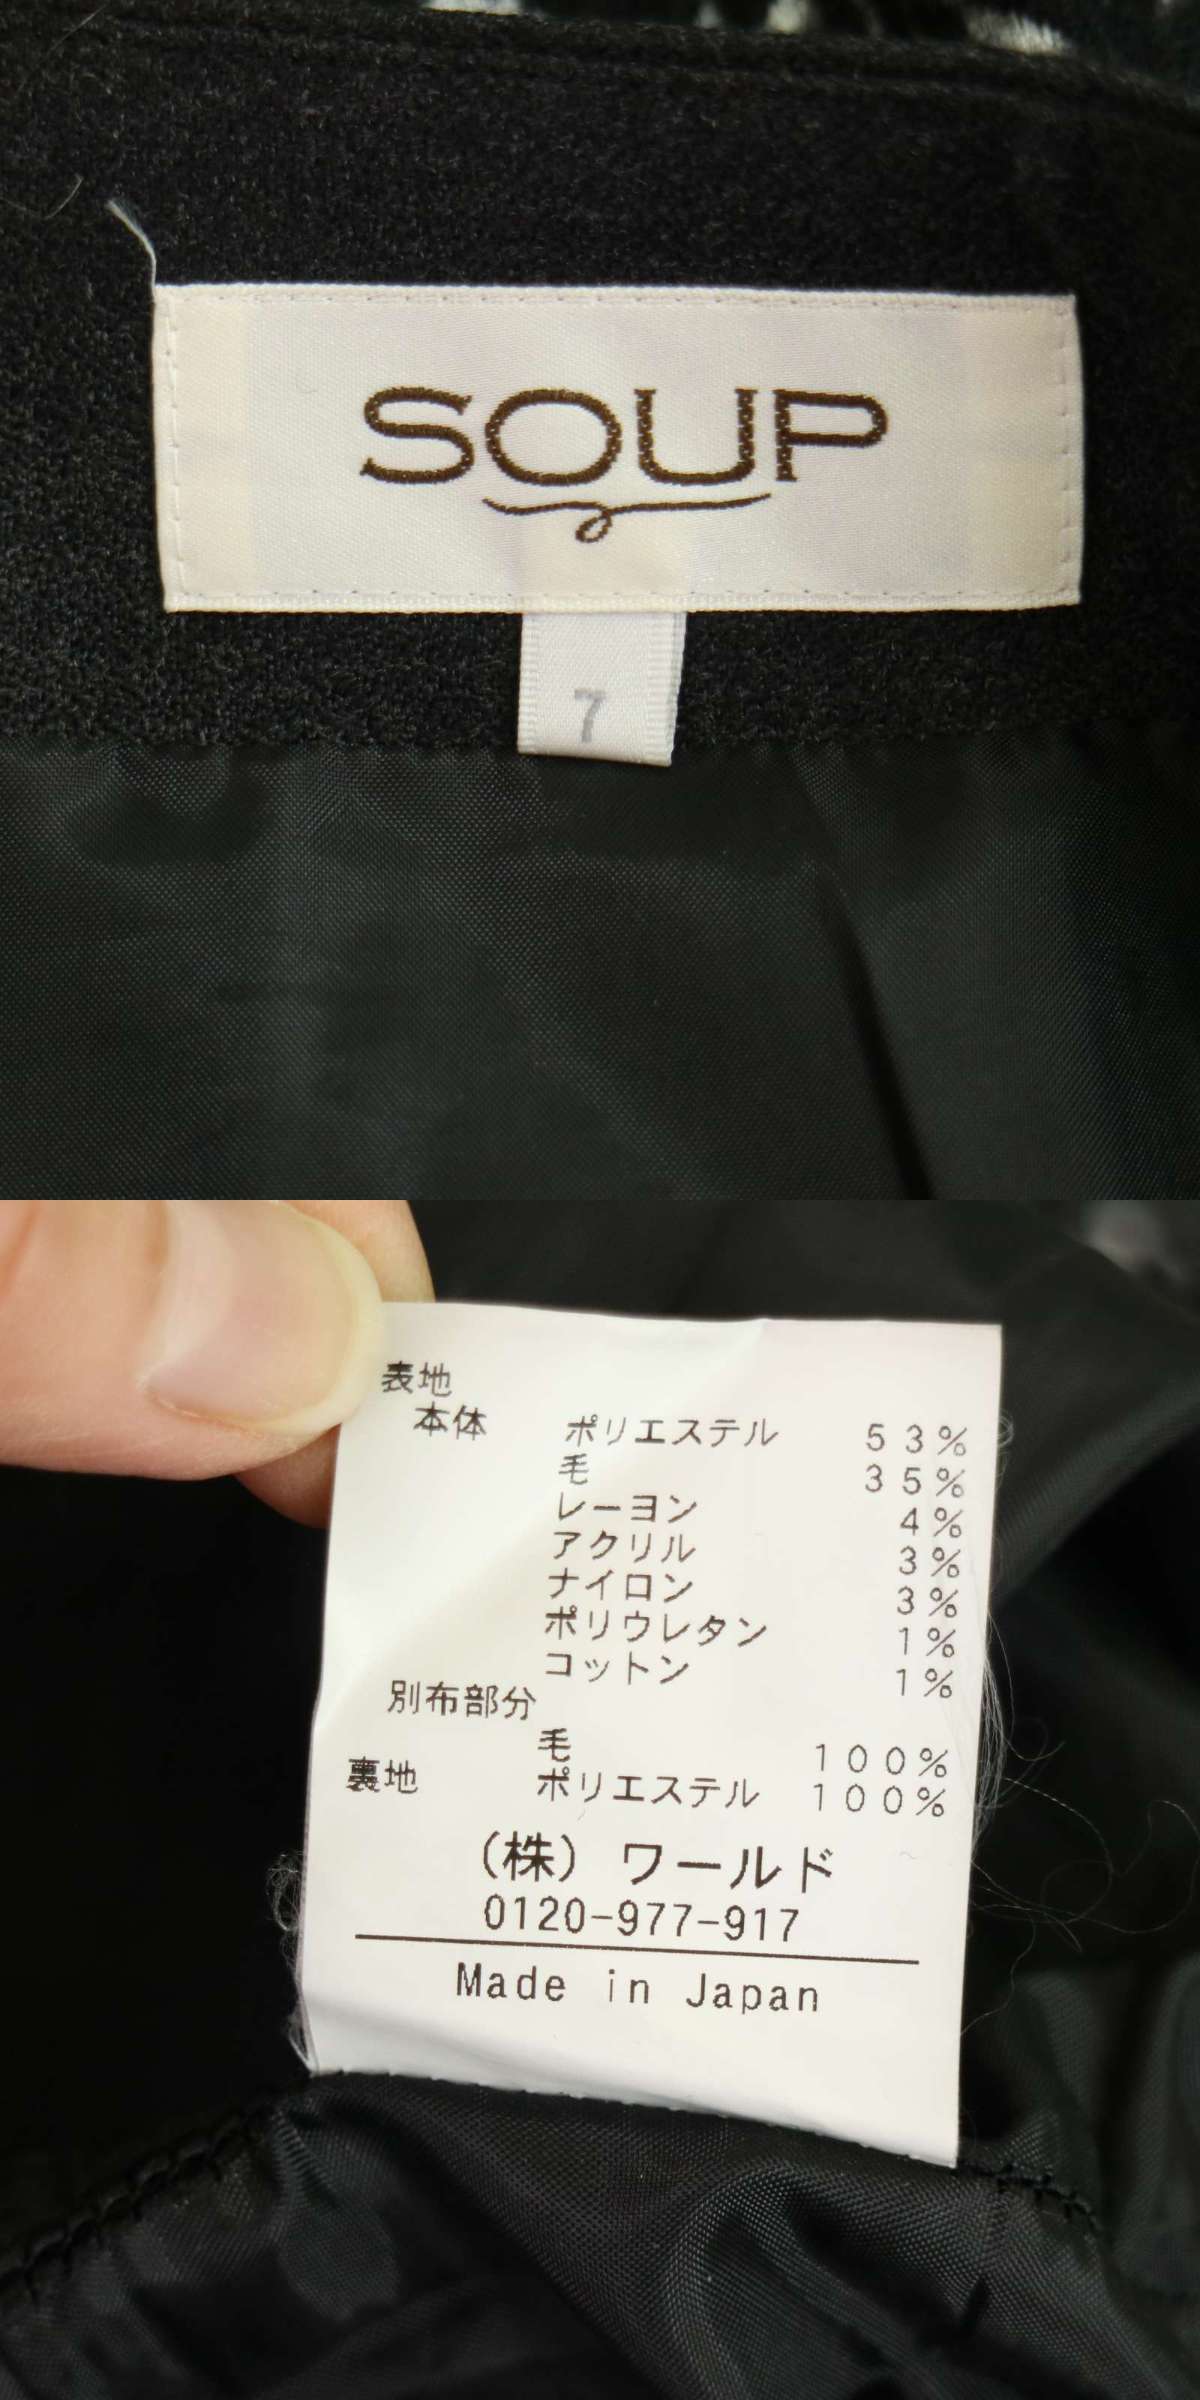 SOUP
7
表地
本体 ポリエステル 53%
毛 35%
レーヨン 4%
アクリル 3%
ナイロン 3%
ポリウレタン 1%
コットン 1%
別布部分
毛 100%
裏地 ポリエステル 100%
(株)ワールド
0120-977-917
Made in Japan